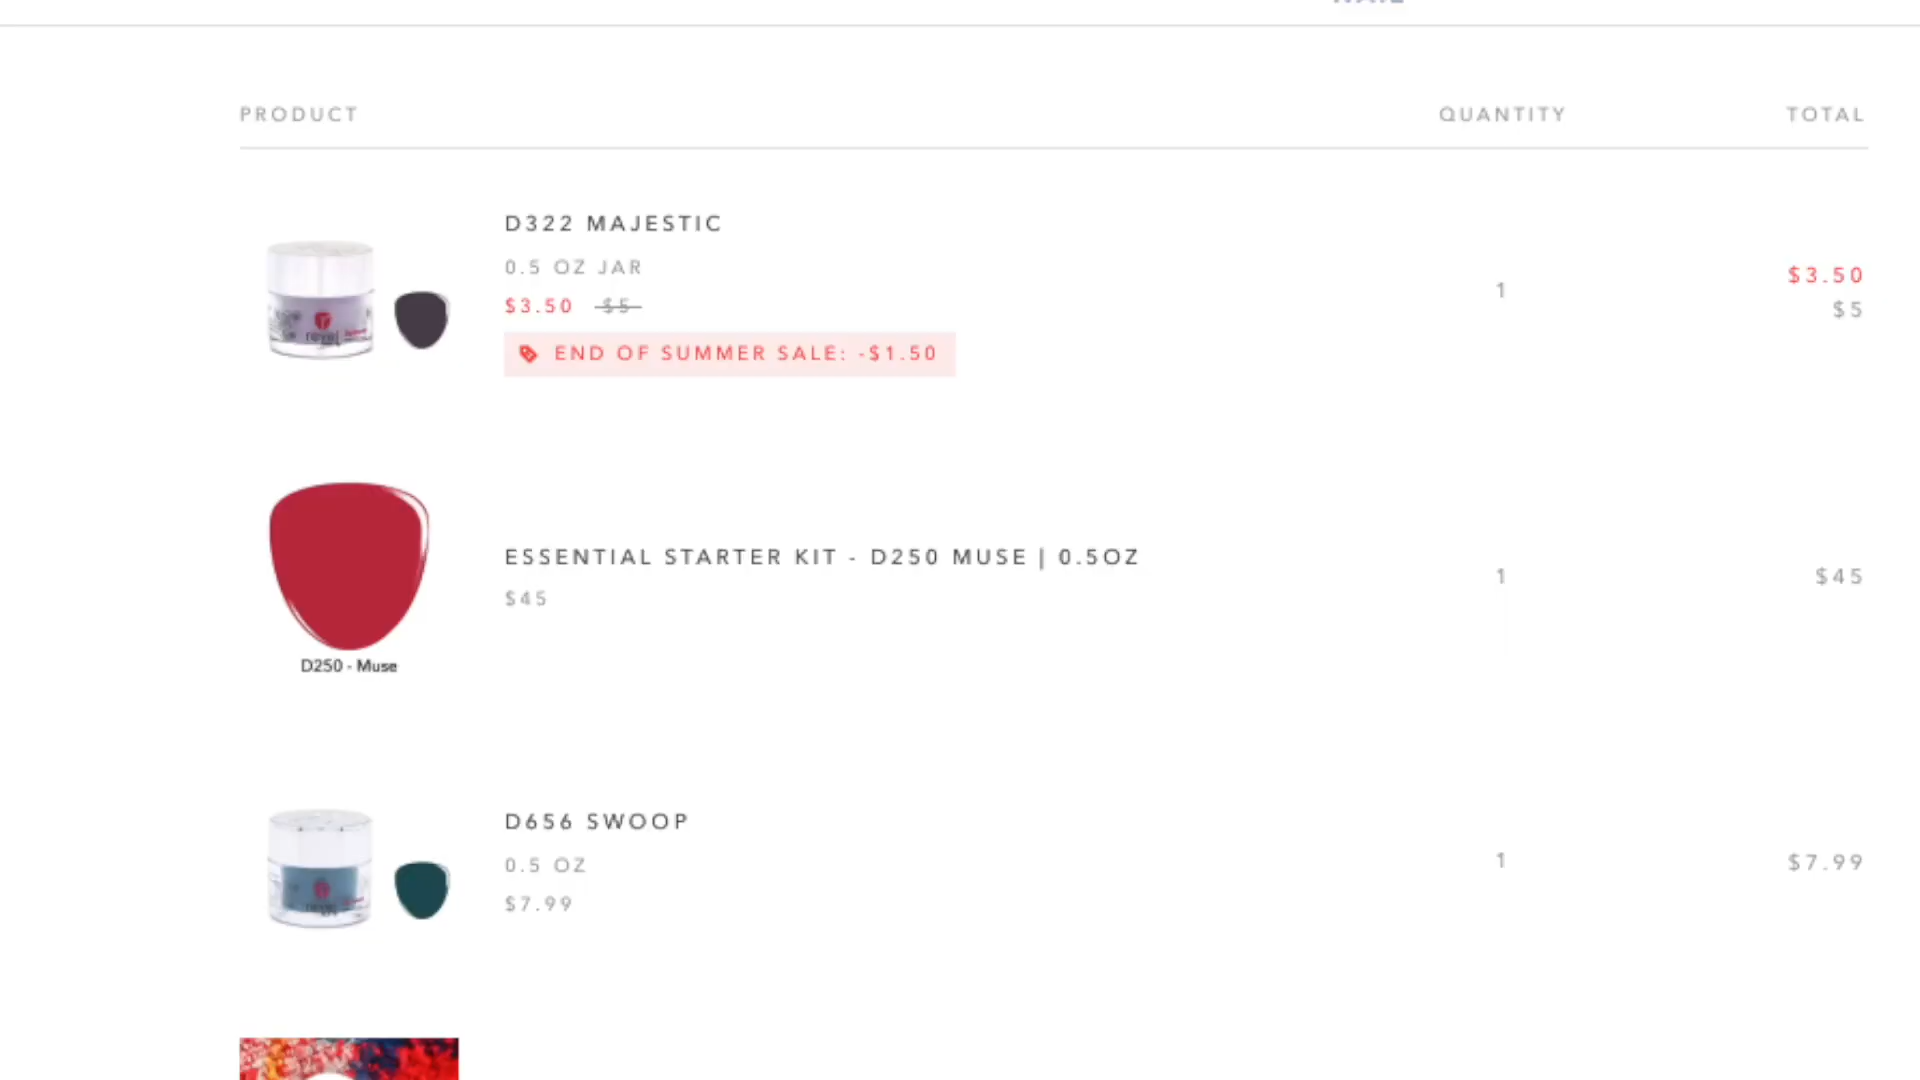 PRODUCT QUANTITY TOTAL
D322 MAJESTIC
0.5 OZ JAR
$3.50 $5
END OF SUMMER SALE: -$1.50
1
$3.50
$5
D250 - Muse
ESSENTIAL STARTER KIT - D250 MUSE | 0.5OZ
$45
1
$45
D656 SWOOP
0.5 OZ
$7.99
1
$7.99